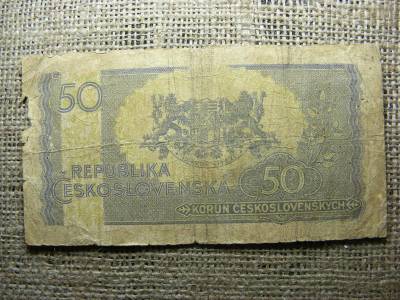 50
REPUBLIKA
ČESKOSLOVENSKÁ
50
KORUN ČESKOSLOVENSKÝCH